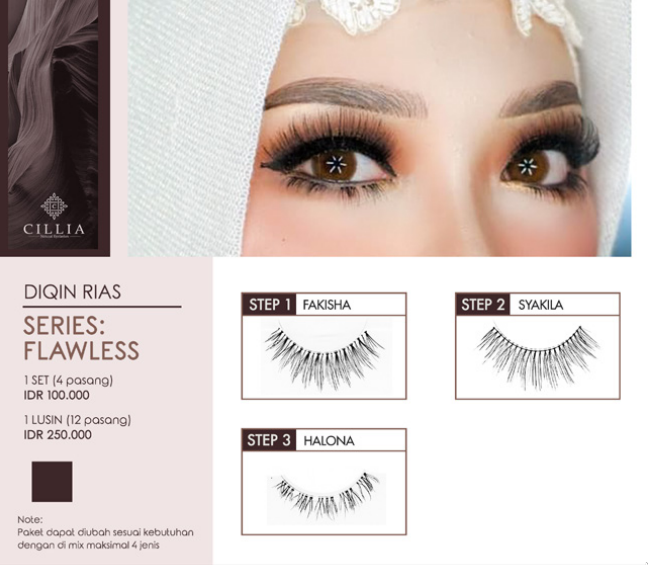 CILLIA
DIQIN RIAS
SERIES:
FLAWLESS
1 SET (4 pasang)
IDR 100.000
1 LUSIN (12 pasang)
IDR 250.000
Note:
Paket dapat diubah sesuai kebutuhan
dengan di mix maksimal 4 jenis
STEP 1 FAKISHA
STEP 2 SYAKILA
STEP 3 HALONA